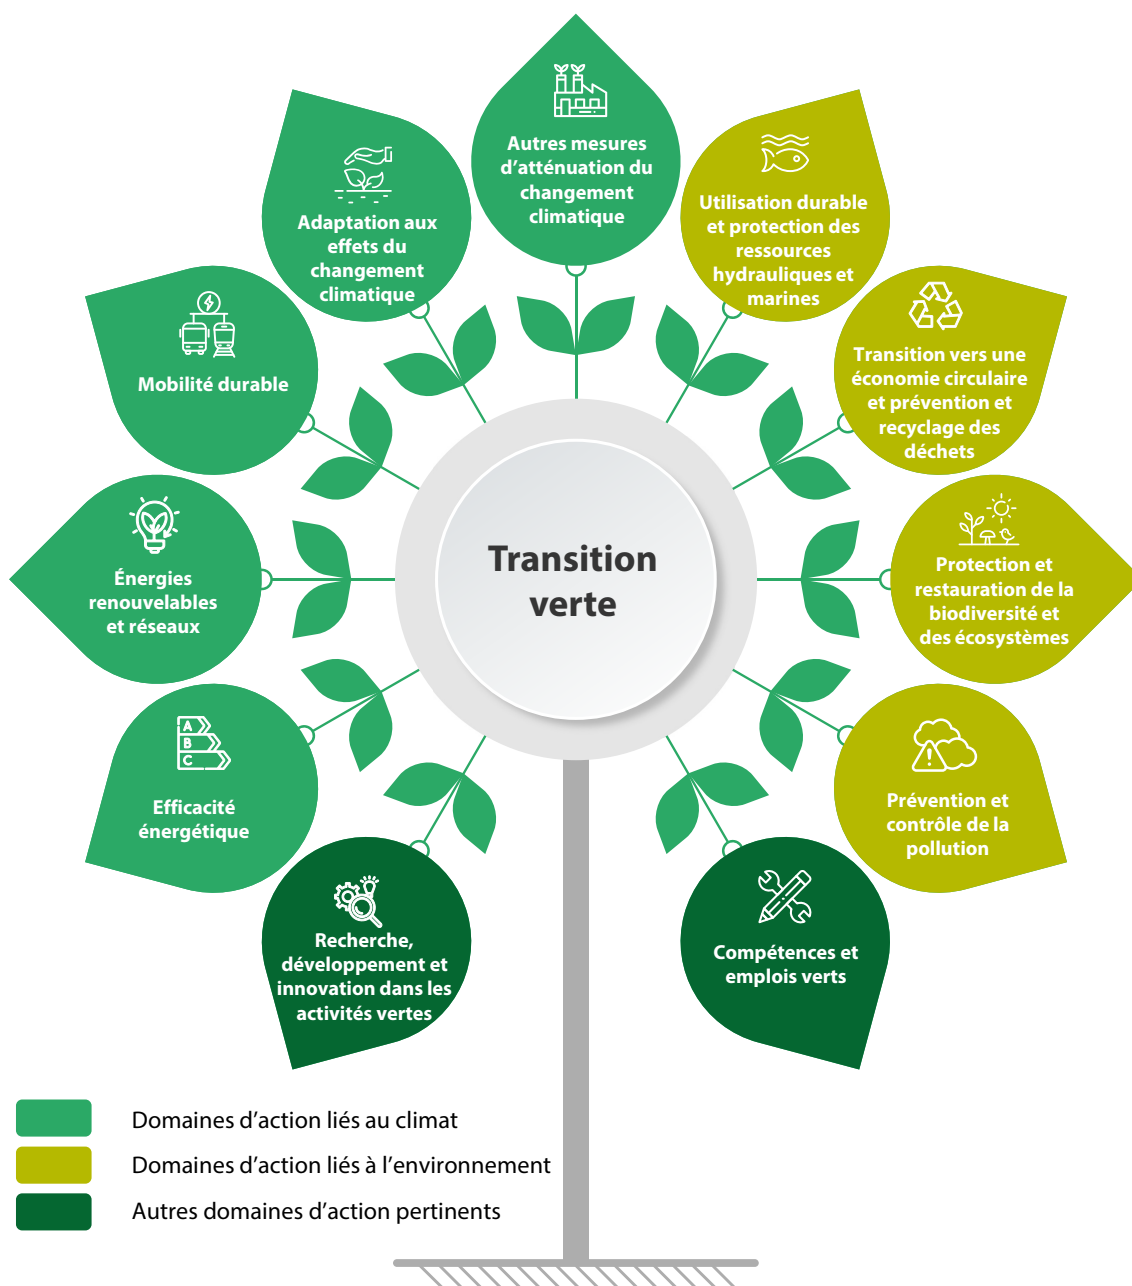 Autres mesures
d’atténuation du
changement
climatique
Utilisation durable
et protection des
ressources
hydrauliques et
marines
Transition vers une
économie circulaire
et prévention et
recyclage des
déchets
Protection et
restauration de la
biodiversité et
des écosystèmes
Prévention et
contrôle de la
pollution
Compétences et
emplois verts
Recherche,
développement et
innovation dans les
activités vertes
A
B
C
Efficacité
énergétique
Énergies
renouvelables
et réseaux
Mobilité durable
Adaptation aux
effets du
changement
climatique
Transition
verte
Domaines d’action liés au climat
Domaines d’action liés à l’environnement
Autres domaines d’action pertinents